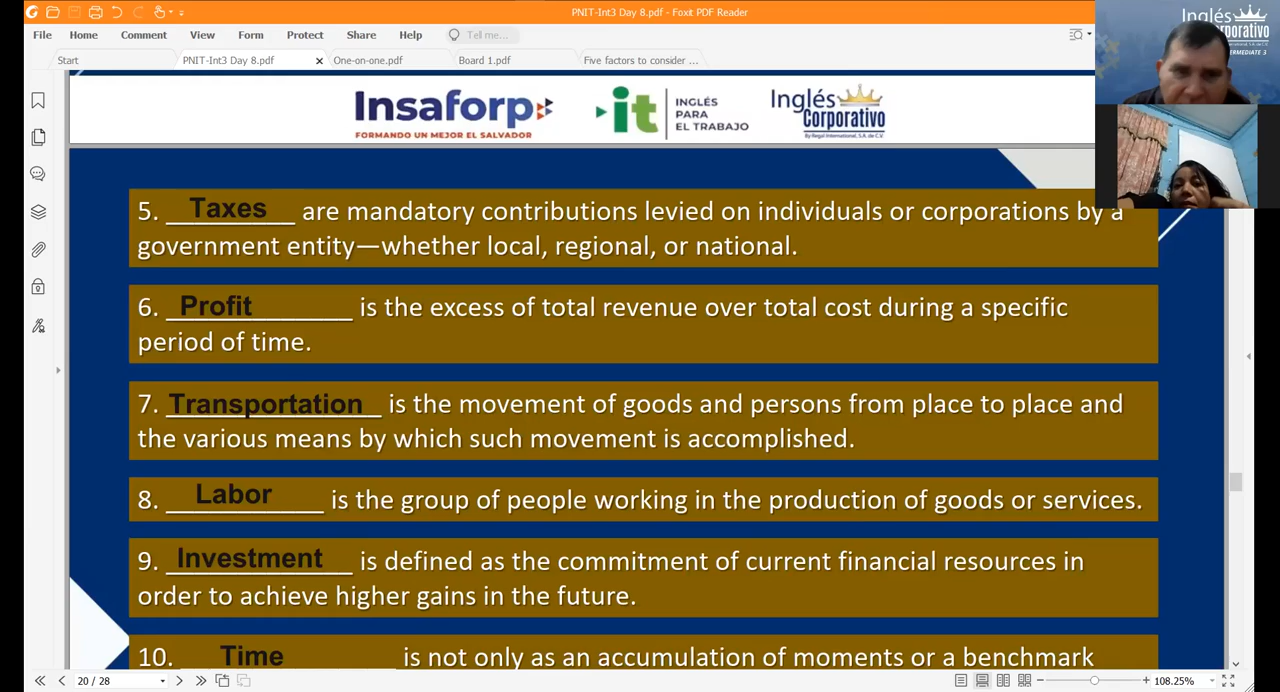 PNIT-Int3 Day 8.pdf - Foxit PDF Reader
File Home Comment View Form Protect Share Help Tell me...
Start PNIT-Int3 Day 8.pdf One-on-one.pdf Board 1.pdf Five factors to consider ...
Inglés
Corporativo
INTERMEDIATE 3
Insaforp
FORMANDO UN MEJOR EL SALVADOR
it
INGLÉS
PARA
EL TRABAJO
Inglés
Corporativo
By Regal International, S.A. de C.V.
5. Taxes are mandatory contributions levied on individuals or corporations by a
government entity—whether local, regional, or national.
6. Profit is the excess of total revenue over total cost during a specific
period of time.
7. Transportation is the movement of goods and persons from place to place and
the various means by which such movement is accomplished.
8. Labor is the group of people working in the production of goods or services.
9. Investment is defined as the commitment of current financial resources in
order to achieve higher gains in the future.
10. Time is not only as an accumulation of moments or a benchmark
20 / 28 108.25%